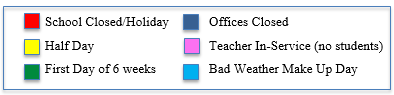 School Closed/Holiday
Offices Closed
Half Day
Teacher In-Service (no students)
First Day of 6 weeks
Bad Weather Make Up Day